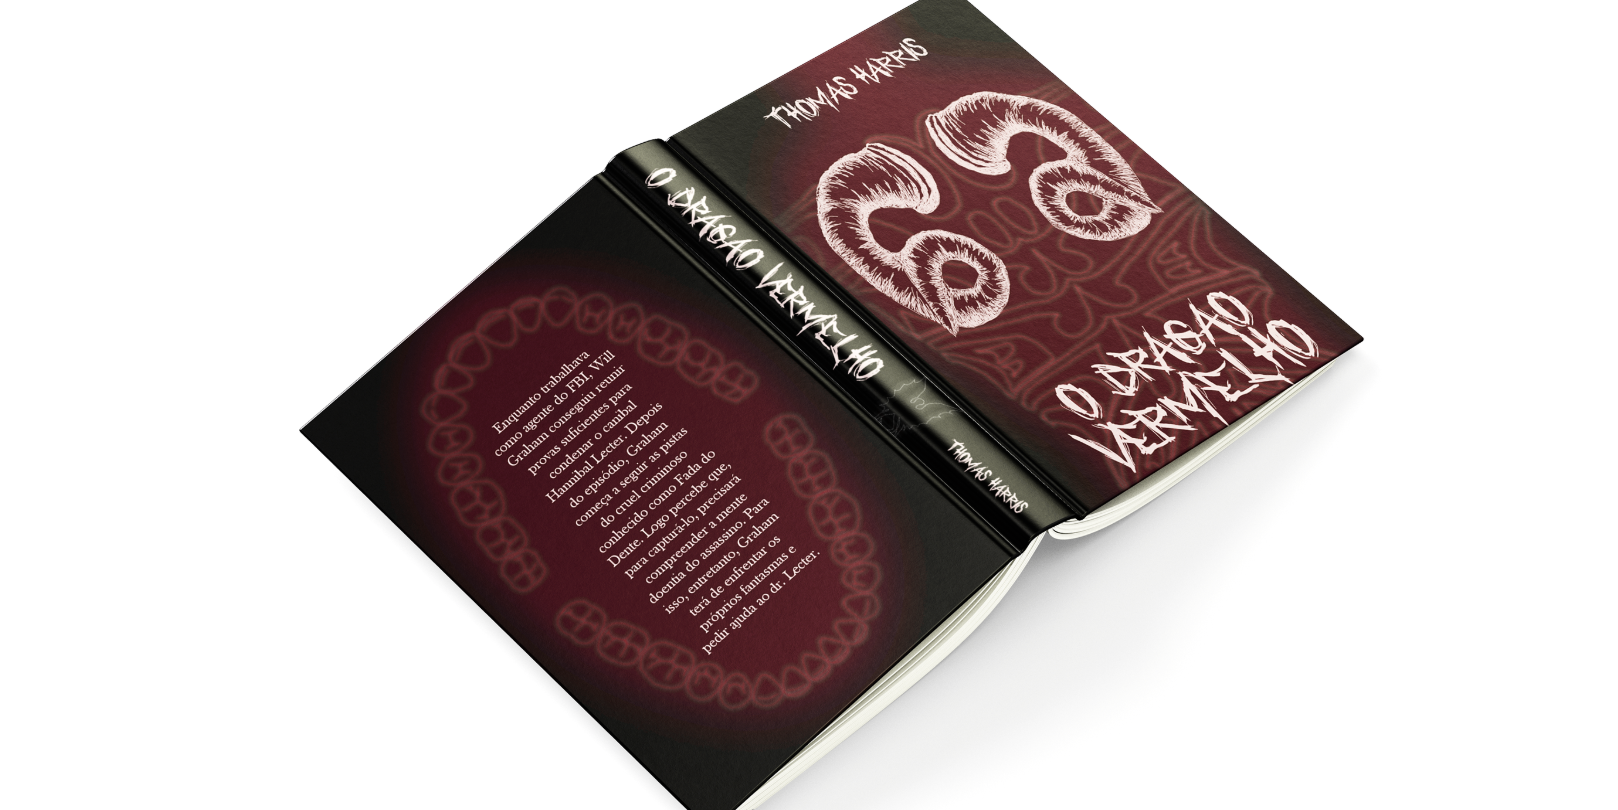 THOMAS HARRIS
O DRAGAO
VERMELHO
O DRAGAO VERMELHO
THOMAS HARRIS
Enquanto trabalhava
como agente do FBI, Will
Graham conseguiu reunir
provas suficientes para
condenar o canibal
Hannibal Lecter. Depois
do episódio, Graham
começa a seguir as pistas
do cruel criminoso
conhecido como Fada do
Dente. Logo percebe que,
para capturá-lo, precisará
compreender a mente
doentia do assassino. Para
isso, entretanto, Graham
terá de enfrentar os
próprios fantasmas e
pedir ajuda ao dr. Lecter.